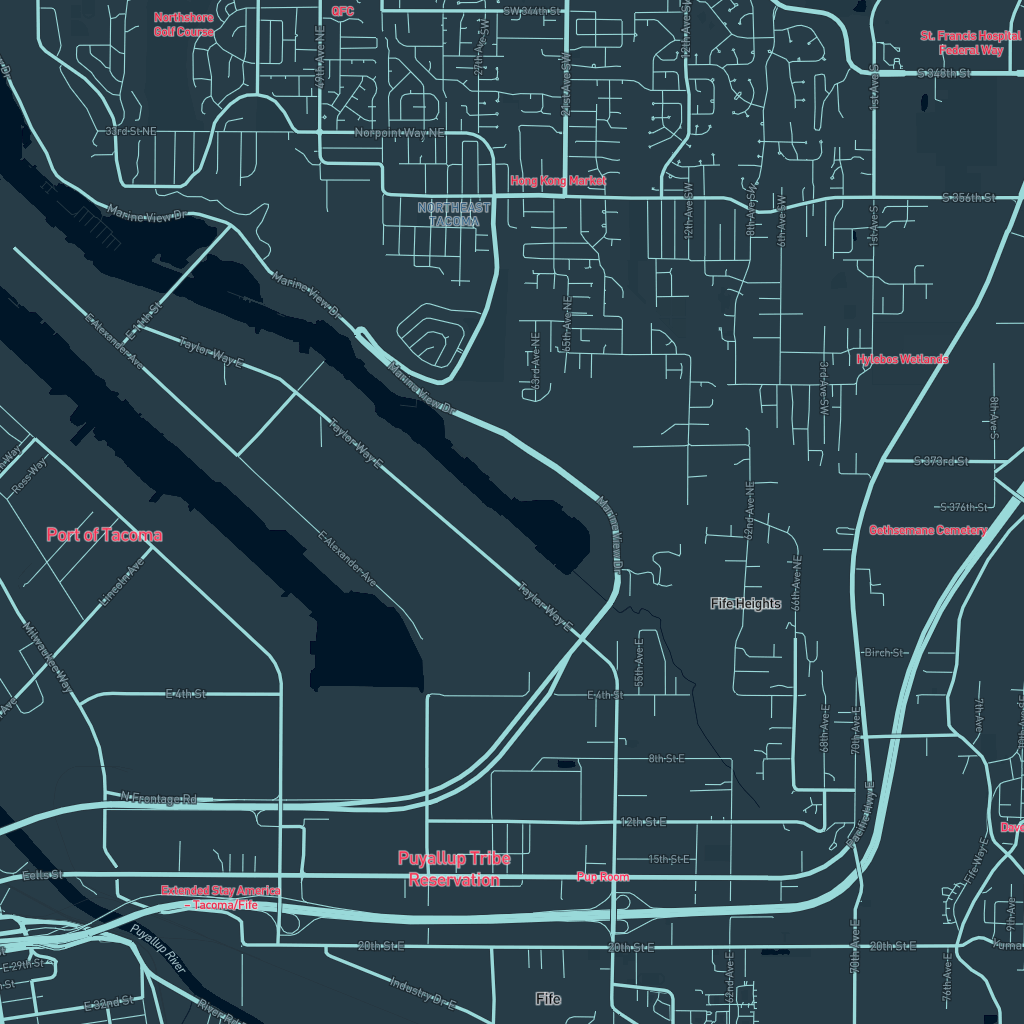 Northshore
Golf Course
QFC
SW 344th St
St. Francis Hospital
Federal Way
S 348th St
49th Ave NE
27th Ave SW
21st Ave SW
12th Ave SW
1st Ave S
33rd St NE
Norpoint Way NE
Hong Kong Market
NORTHEAST
TACOMA
S 356th St
12th Ave SW
8th Ave SW
6th Ave SW
1st Ave S
Marine View Dr
Marine View Dr
E 11th St
E Alexander Ave
Taylor Way E
63rd Ave NE
65th Ave NE
3rd Ave SW
Hylebos Wetlands
8th Ave S
Marine View Dr
Taylor Way E
Ross Way
S 373rd St
S 376th St
Gethsemane Cemetery
62nd Ave NE
Marine View Dr
Port of Tacoma
E Alexander Ave
Lincoln Ave
Taylor Way E
66th Ave NE
Fife Heights
Milwaukee Way
55th Ave E
Birch St
E 4th St
E 4th St
68th Ave E
70th Ave E
8th St E
N Frontage Rd
12th St E
Pacific Hwy E
15th St E
Puyallup Tribe
Reservation
Pup Room
Eells St
Extended Stay America
- Tacoma/Fife
Fife Way E
9th Ave
Puyallup River
20th St E
20th St E
20th St E
70th Ave E
E 29th St
E 32nd St
River Rd
Industry Dr E
Fife
62nd Ave E
76th Ave E